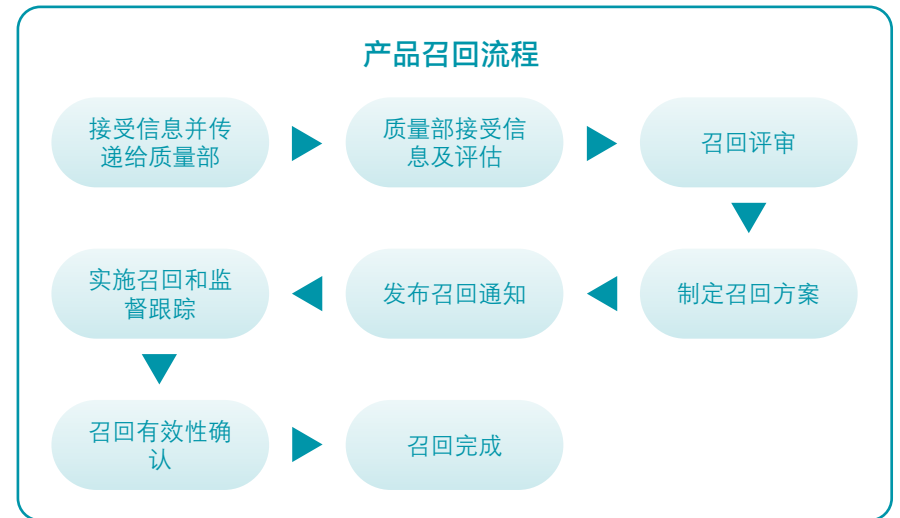 产品召回流程
接受信息并传
递给质量部
质量部接受信
息及评估
召回评审
制定召回方案
发布召回通知
实施召回和监
督跟踪
召回有效性确
认
召回完成